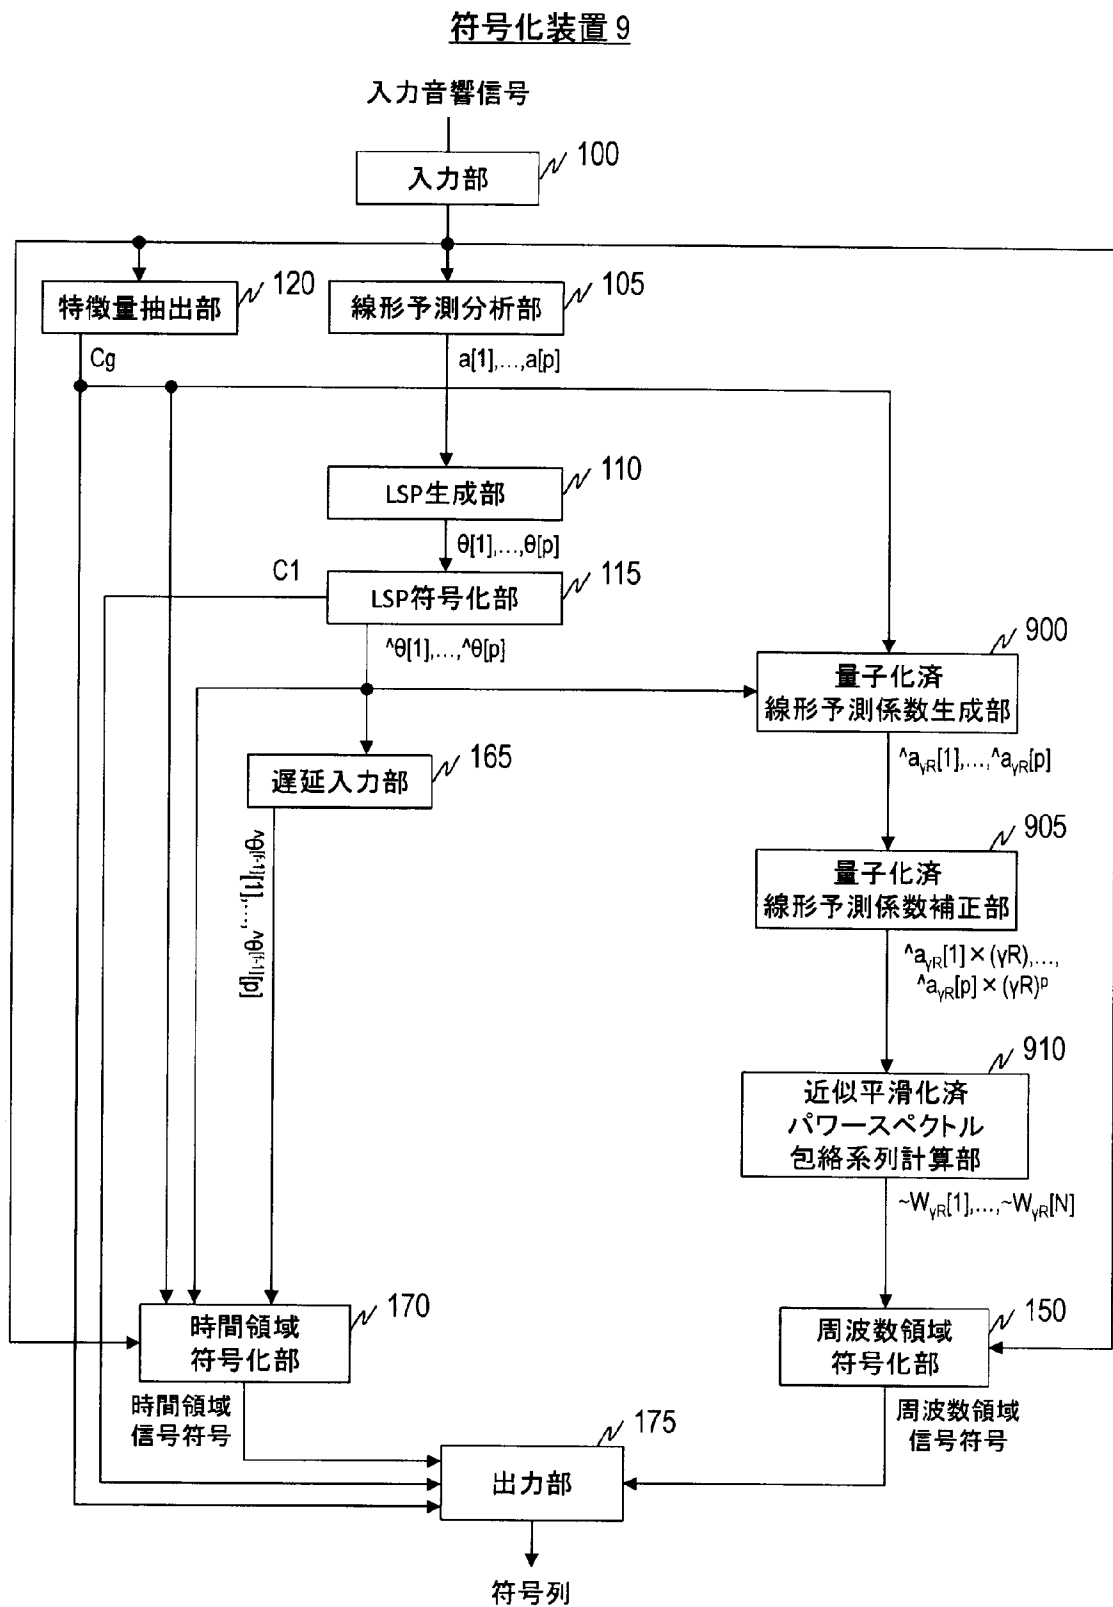 符号化装置 9
入力音響信号
100
入力部
120
特徴量抽出部
105
線形予測分析部
Cg
a[1],…,a[p]
110
LSP生成部
θ[1],…,θ[p]
C1
115
LSP符号化部
^θ[1],…,^θ[p]
900
量子化済
線形予測係数生成部
165
遅延入力部
^aγR[1],…,^aγR[p]
^θ[f-1][1],…,^θ[f-1][p]
905
量子化済
線形予測係数補正部
^aγR[1]×(γR),…,
^aγR[p]×(γR)p
910
近似平滑化済
パワースペクトル
包絡系列計算部
~WγR[1],…,~WγR[N]
170
時間領域
符号化部
150
周波数領域
符号化部
時間領域
信号符号
周波数領域
信号符号
175
出力部
符号列